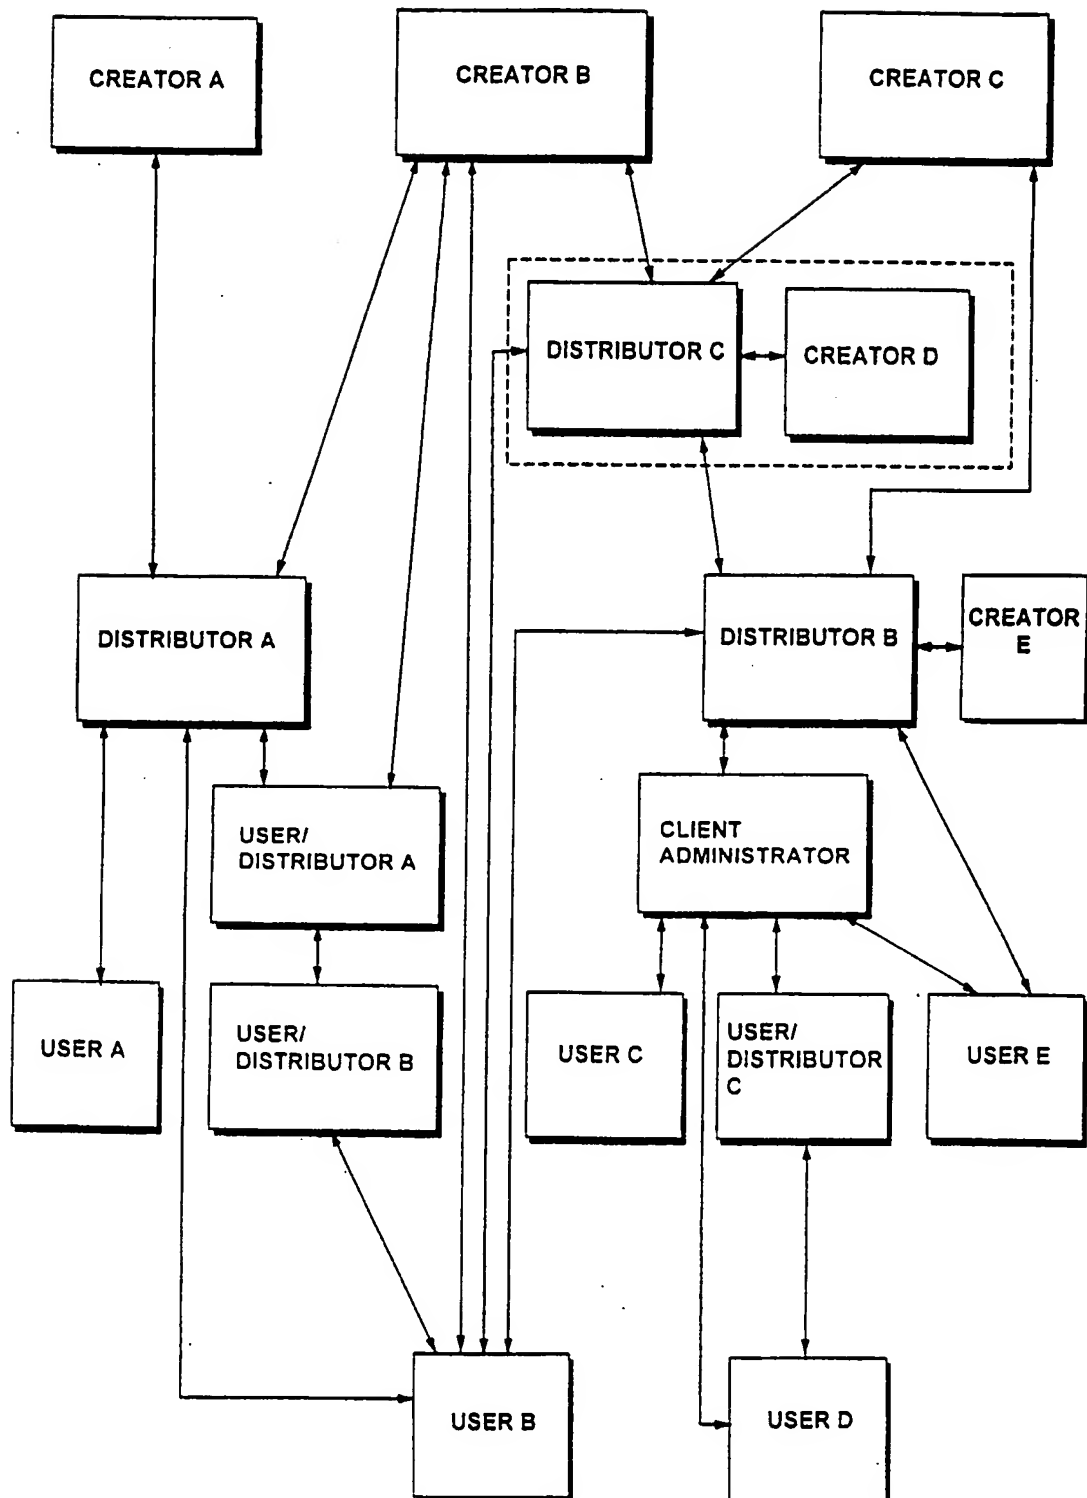 CREATOR A
CREATOR B
CREATOR C
DISTRIBUTOR C
CREATOR D
DISTRIBUTOR A
DISTRIBUTOR B
CREATOR
E
USER/
DISTRIBUTOR A
CLIENT
ADMINISTRATOR
USER A
USER/
DISTRIBUTOR B
USER C
USER/
DISTRIBUTOR
C
USER E
USER B
USER D